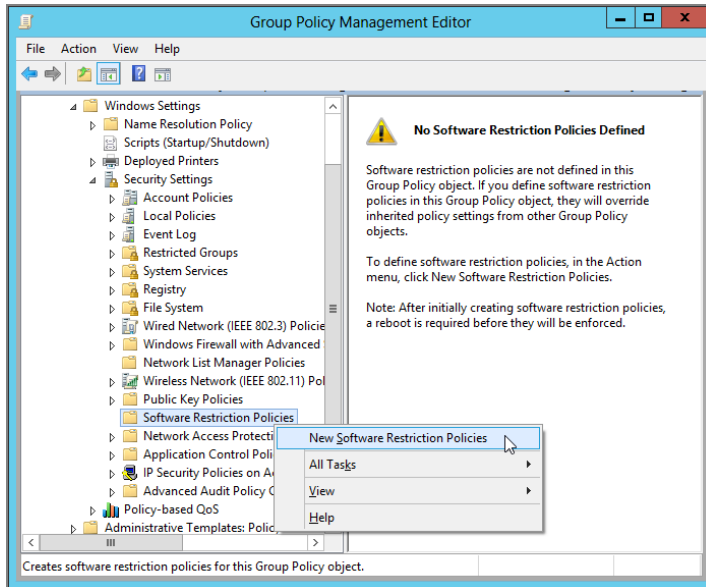 Group Policy Management Editor
File Action View Help
Windows Settings
Name Resolution Policy
Scripts (Startup/Shutdown)
Deployed Printers
Security Settings
Account Policies
Local Policies
Event Log
Restricted Groups
System Services
Registry
File System
Wired Network (IEEE 802.3) Policie
Windows Firewall with Advanced
Network List Manager Policies
Wireless Network (IEEE 802.11) Pol
Public Key Policies
Software Restriction Policies
Network Access Protecti
Application Control Poli
IP Security Policies on A
Advanced Audit Policy C
Policy-based QoS
Administrative Templates: Polic
No Software Restriction Policies Defined
Software restriction policies are not defined in this
Group Policy object. If you define software restriction
policies in this Group Policy object, they will override
inherited policy settings from other Group Policy
objects.
To define software restriction policies, in the Action
menu, click New Software Restriction Policies.
Note: After initially creating software restriction policies,
a reboot is required before they will be enforced.
New Software Restriction Policies
All Tasks
View
Help
Creates software restriction policies for this Group Policy object.